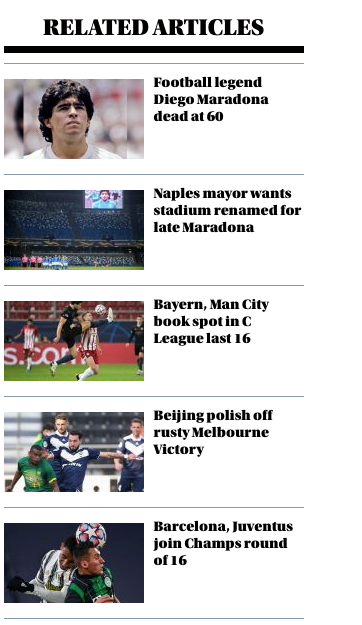 RELATED ARTICLES
Football legend
Diego Maradona
dead at 60
Naples mayor wants
stadium renamed for
late Maradona
Bayern, Man City
book spot in C
League last 16
s.com
Beijing polish off
rusty Melbourne
Victory
Barcelona, Juventus
join Champs round
of 16